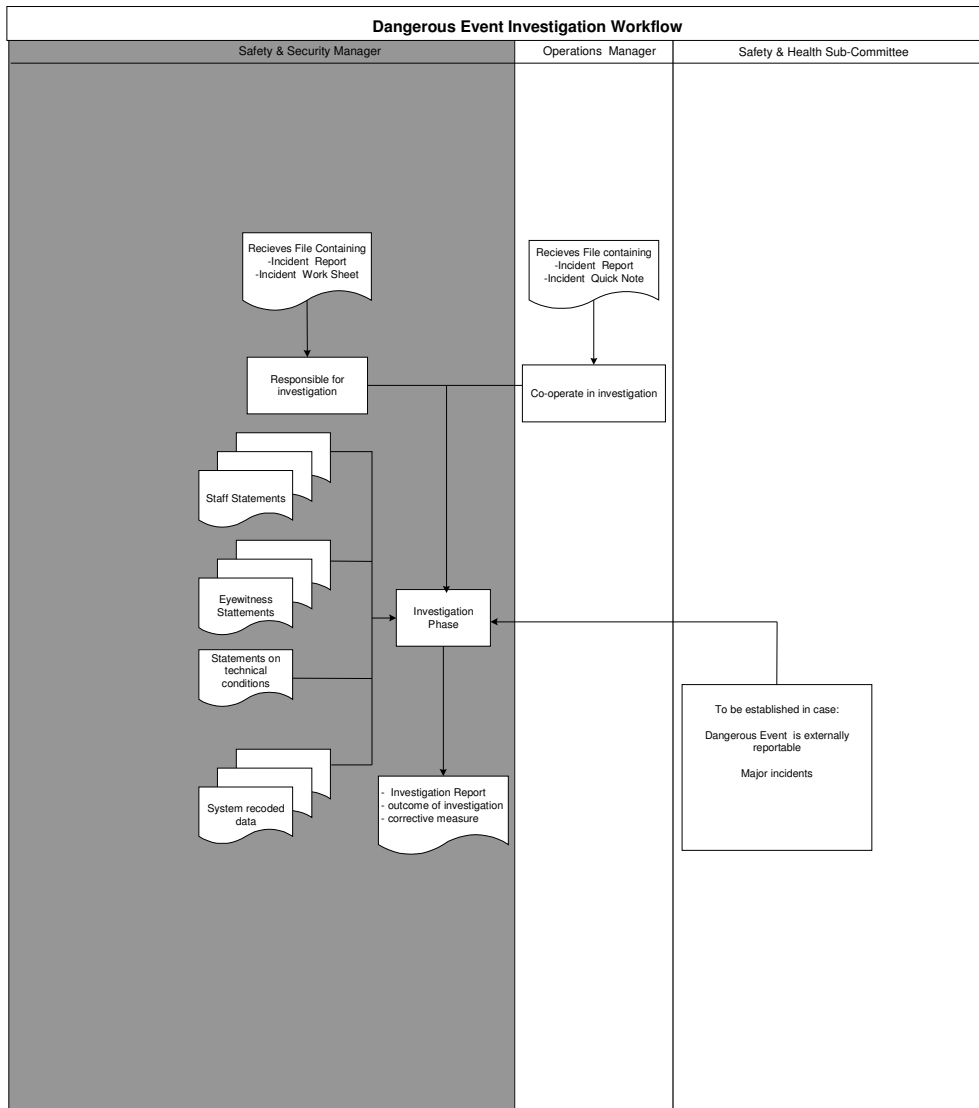 Dangerous Event Investigation Workflow
Safety & Security Manager
Operations Manager
Safety & Health Sub-Committee
Recieves File Containing
-Incident Report
-Incident Work Sheet
Recieves File containing
-Incident Report
-Incident Quick Note
Responsible for
investigation
Co-operate in investigation
Staff Statements
Eyewitness
Stattements
Investigation
Phase
Statements on
technical
conditions
To be established in case:
Dangerous Event is externally
reportable
Major incidents
System recoded
data
- Investigation Report
- outcome of investigation
- corrective measure